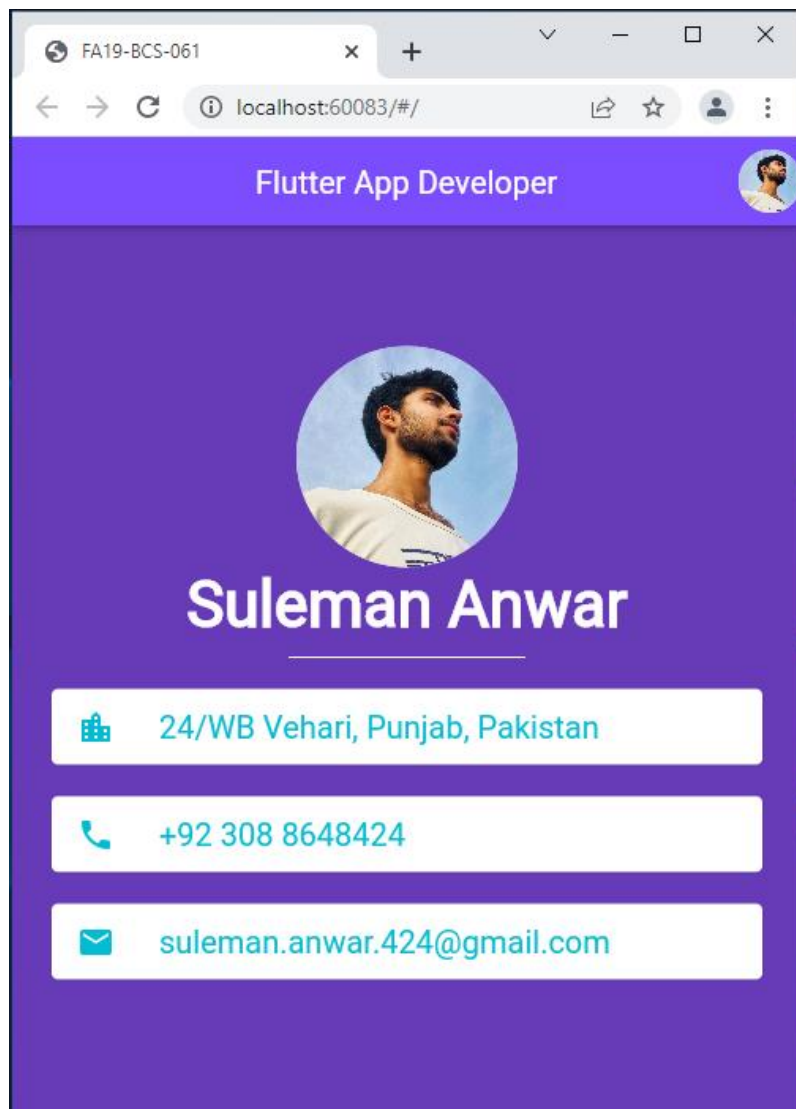 FA19-BCS-061
localhost:60083/#/
Flutter App Developer
Suleman Anwar
24/WB Vehari, Punjab, Pakistan
+92 308 8648424
suleman.anwar.424@gmail.com